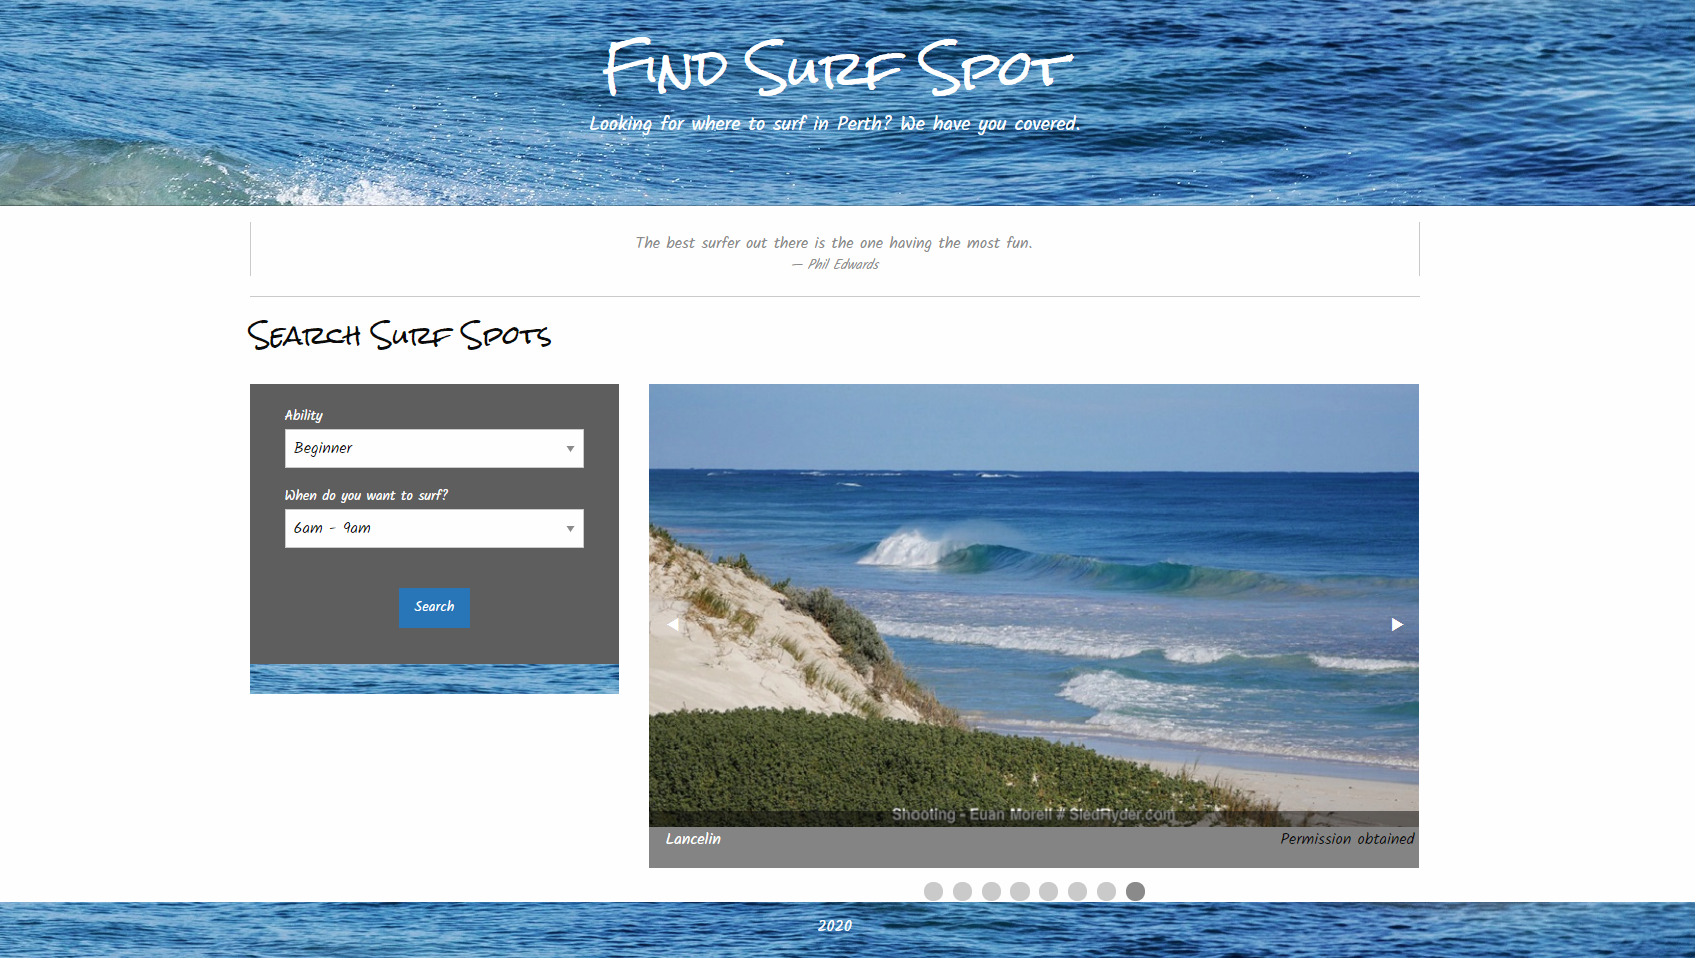 Find Surf Spot
Looking for where to surf in Perth? We have you covered.
The best surfer out there is the one having the most fun.
— Phil Edwards
Search Surf Spots
Ability
Beginner
When do you want to surf?
6am - 9am
Search
Shooting - Euan Morell # SledRyder.com
Lancelin
Permission obtained
2020